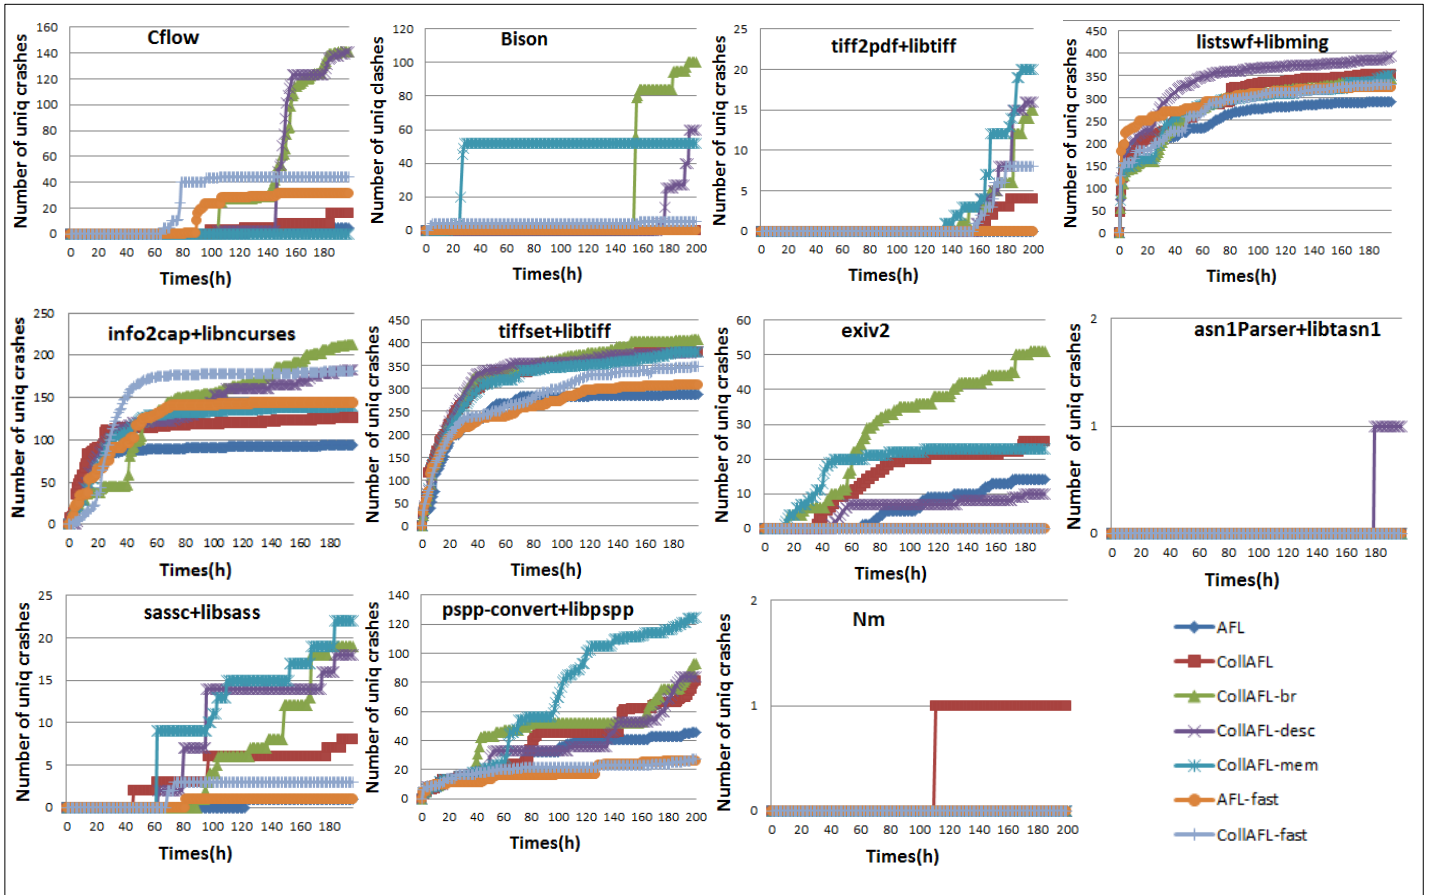 Cflow
Number of uniq crashes
160
140
120
100
80
60
40
20
0
0 20 40 60 80 100 120 140 160 180 200
Times(h)
Bison
Number of uniq clashes
120
100
80
60
40
20
0
0 20 40 60 80 100 120 140 160 180 200
Times(h)
tiff2pdf+libtiff
Number of uniq crashes
25
20
15
10
5
0
0 20 40 60 80 100 120 140 160 180 200
Times(h)
listswf+libming
Number of uniq crashes
450
400
350
300
250
200
150
100
50
0
0 20 40 60 80 100 120 140 160 180
Times(h)
info2cap+libncurses
Number of uniq crashes
250
200
150
100
50
0
0 20 40 60 80 100 120 140 160 180
Times(h)
tiffset+libtiff
Number of uniq crashes
450
400
350
300
250
200
150
100
50
0
0 20 40 60 80 100 120 140 160 180
Times(h)
exiv2
Number of uniq crashes
60
50
40
30
20
10
0
0 20 40 60 80 100 120 140 160 180
Times(h)
asn1Parser+libtasn1
Number of uniq crashes
2
1
0
0 20 40 60 80 100 120 140 160 180
Times(h)
sassc+libsass
Number of uniq crashes
25
20
15
10
5
0
0 20 40 60 80 100 120 140 160 180
Times(h)
pspp-convert+libpspp
Number of uniq crashes
140
120
100
80
60
40
20
0
0 20 40 60 80 100 120 140 160 180 200
Times(h)
Nm
Number of uniq crashes
2
1
0
0 20 40 60 80 100 120 140 160 180 200
Times(h)
AFL
CollAFL
CollAFL-br
CollAFL-desc
CollAFL-mem
AFL-fast
CollAFL-fast